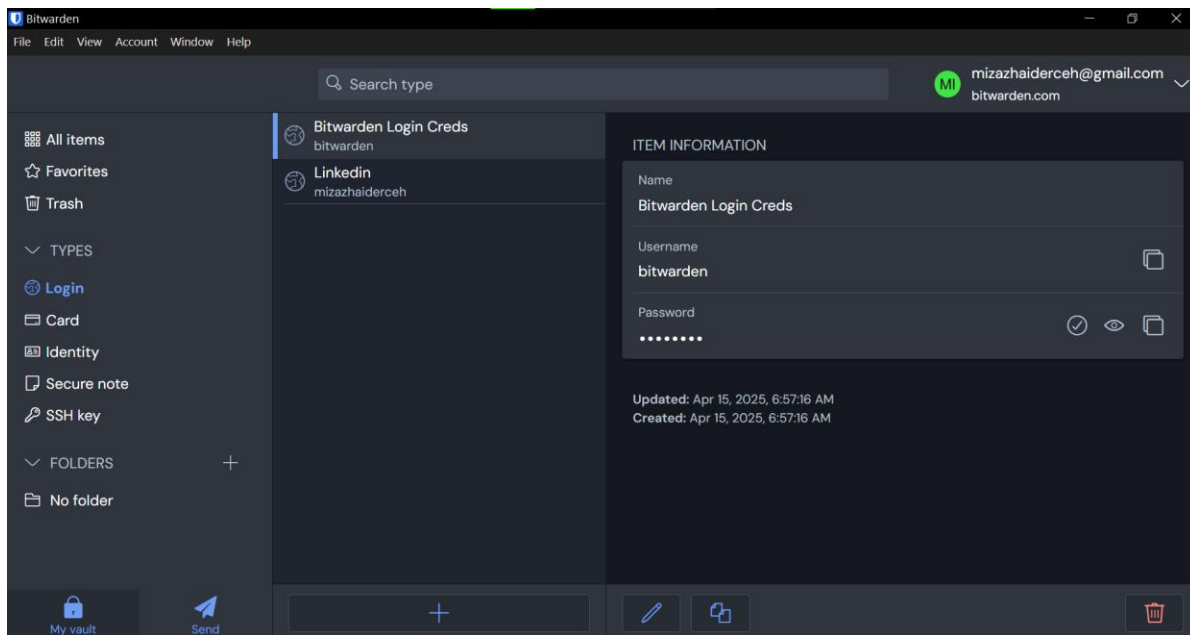 Bitwarden
File Edit View Account Window Help
Search type
MI
mizazhaiderceh@gmail.com
bitwarden.com
All items
Favorites
Trash
TYPES
Login
Card
Identity
Secure note
SSH key
FOLDERS
No folder
My vault
Send
Bitwarden Login Creds
bitwarden
Linkedin
mizazhaiderceh
ITEM INFORMATION
Name
Bitwarden Login Creds
Username
bitwarden
Password
••••••••
Updated: Apr 15, 2025, 6:57:16 AM
Created: Apr 15, 2025, 6:57:16 AM